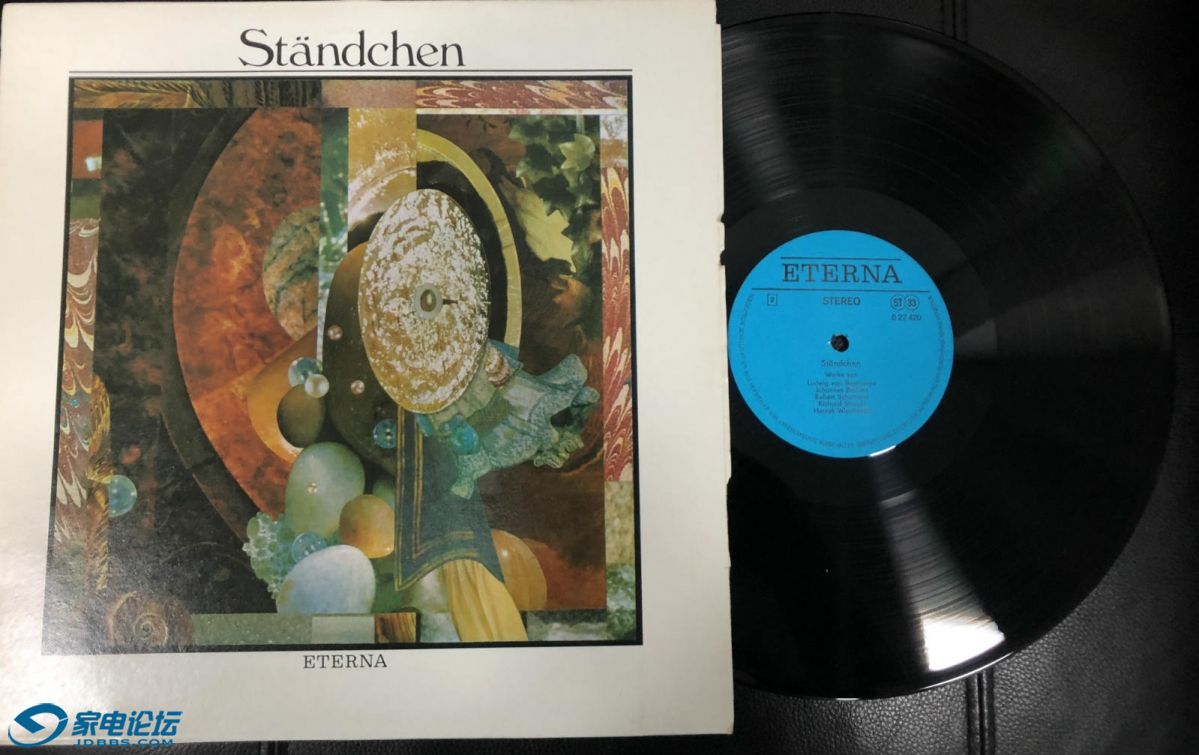 Ständchen
ETERNA
ETERNA
2
STEREO
ST 33
8 27 420
Ständchen
Werke von
Ludwig van Beethoven
Johannes Brahms
Robert Schumann
Richard Strauss
家电论坛
JDBBS.COM